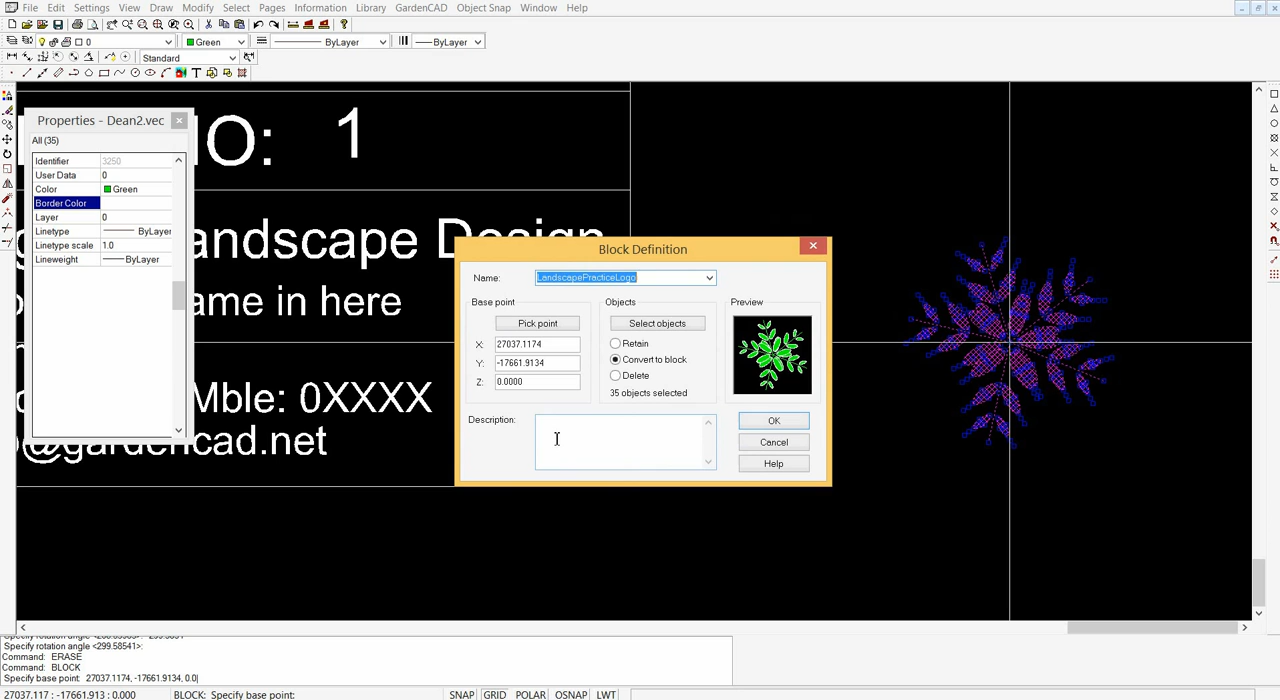 File Edit Settings View Draw Modify Select Pages Information Library GardenCAD Object Snap Window Help
0 Green ByLayer ByLayer
Standard
NO: 1
Properties - Dean2.vec
All (35)
Identifier 3250
User Data 0
Color Green
Border Color
Layer 0
Linetype ByLayer
Linetype scale 1.0
Lineweight ByLayer
andscape Design
ame in here
Mble: 0XXXX
@gardencad.net
Block Definition
Name: LandscapePracticeLogo
Base point
Pick point
X: 27037.1174
Y: -17661.9134
Z: 0.0000
Objects
Select objects
Retain
Convert to block
Delete
35 objects selected
Preview
Description:
OK
Cancel
Help
Specify rotation angle <299.58541>:
Command: ERASE
Command: BLOCK
Specify base point: 27037.1174, -17661.9134, 0.0
27037.117 : -17661.913 : 0.000 BLOCK: Specify base point: SNAP GRID POLAR OSNAP LWT